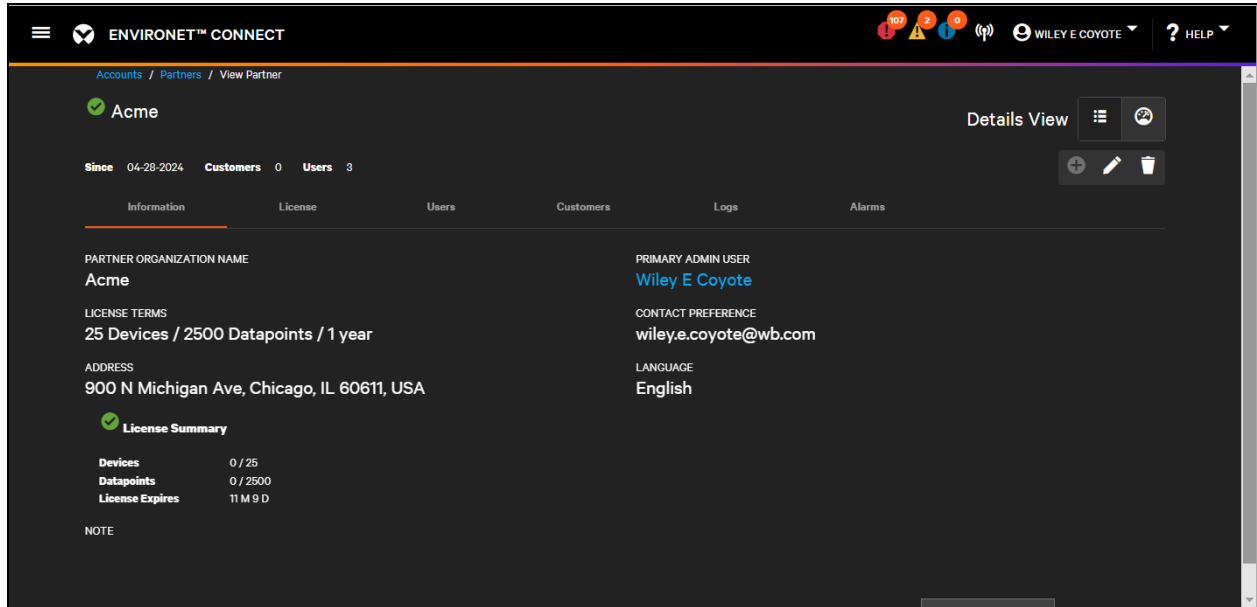 107 2 0
ENVIRONET™ CONNECT WILEY E COYOTE ? HELP
Accounts / Partners / View Partner
Acme
Details View
Since 04-28-2024 Customers 0 Users 3
Information License Users Customers Logs Alarms
PARTNER ORGANIZATION NAME PRIMARY ADMIN USER
Acme Wiley E Coyote
LICENSE TERMS CONTACT PREFERENCE
25 Devices / 2500 Datapoints / 1 year wiley.e.coyote@wb.com
ADDRESS LANGUAGE
900 N Michigan Ave, Chicago, IL 60611, USA English
License Summary
Devices 0 / 25
Datapoints 0 / 2500
License Expires 11 M 9 D
NOTE